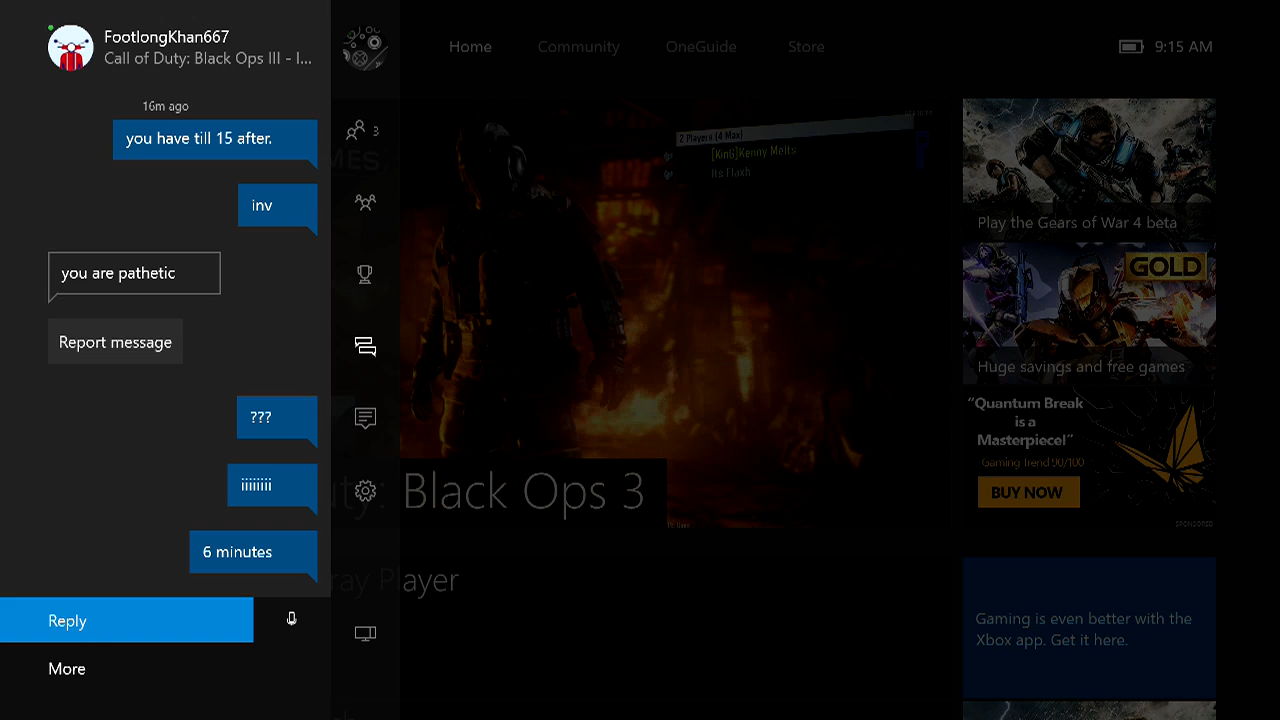 FootlongKhan667
Call of Duty: Black Ops III - I...
16m ago
you have till 15 after.
inv
you are pathetic
Report message
???
iiiiiiii
6 minutes
Reply
More
Home
Community
OneGuide
Store
9:15 AM
3
MES
2 Players (4 Max)
[KinG]Kenny Melts
Its Flaxh
uty: Black Ops 3
ray Player
Play the Gears of War 4 beta
GOLD
Huge savings and free games
“Quantum Break
is a
Masterpiece!”
Gaming Trend 90/100
BUY NOW
SPONSORED
Gaming is even better with the
Xbox app. Get it here.